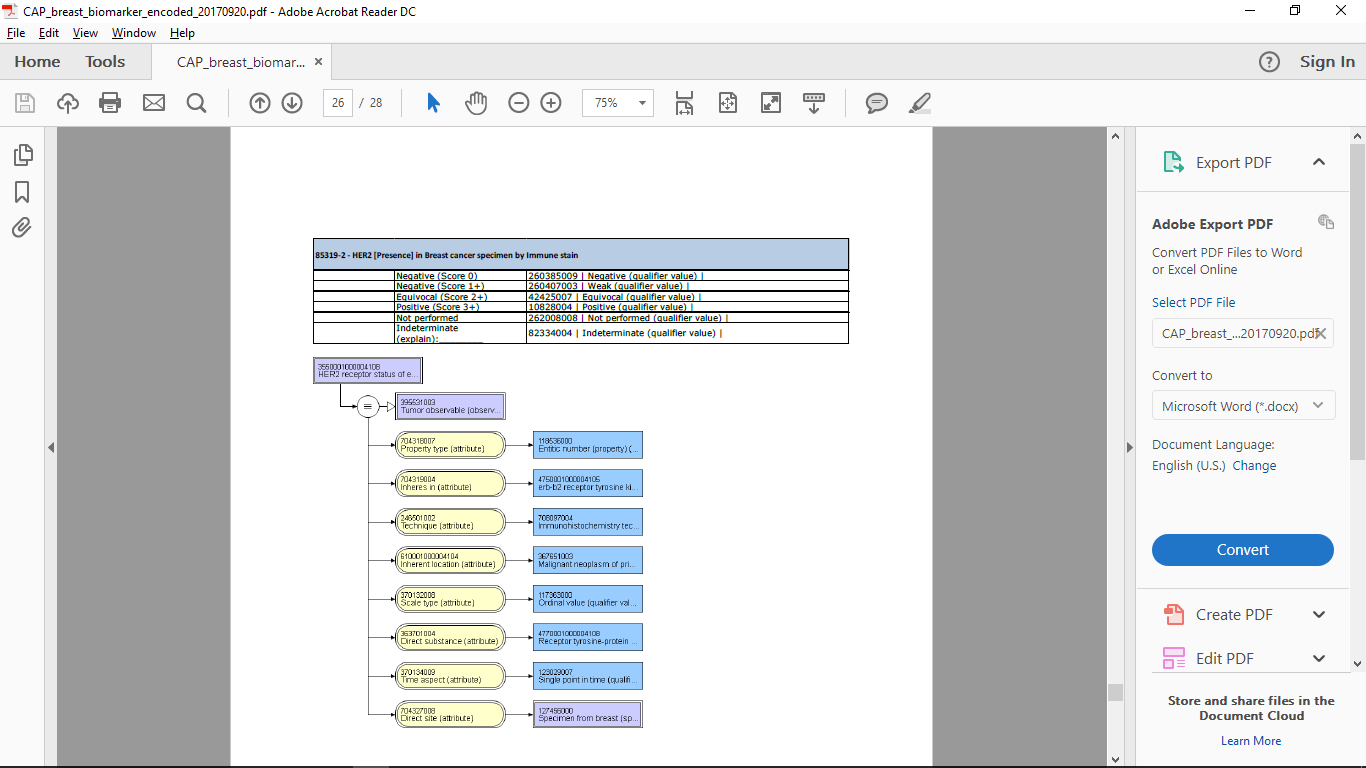 CAP_breast_biomarker_encoded_20170920.pdf - Adobe Acrobat Reader DC
File Edit View Window Help
Home Tools CAP_breast_biomar... × Sign In
26 / 28 75%
Export PDF
Adobe Export PDF
Convert PDF Files to Word
or Excel Online
Select PDF File
CAP_breast_...20170920.pdf
Convert to
Microsoft Word (*.docx)
Document Language:
English (U.S.) Change
Convert
Create PDF
Edit PDF
Store and share files in the
Document Cloud
Learn More
85319-2 - HER2 [Presence] in Breast cancer specimen by Immune stain
Negative (Score 0) 260385009 | Negative (qualifier value) |
Negative (Score 1+) 260407003 | Weak (qualifier value) |
Equivocal (Score 2+) 42425007 | Equivocal (qualifier value) |
Positive (Score 3+) 10828004 | Positive (qualifier value) |
Not performed 262008008 | Not performed (qualifier value) |
Indeterminate
(explain):________ 82334004 | Indeterminate (qualifier value) |
3550001000004108
HER2 receptor status of e...
395531003
Tumor observable (observ...
704318007
Property type (attribute)
118536000
Entitic number (property) (...
704319004
Inheres in (attribute)
4750001000004105
erb-b2 receptor tyrosine ki...
246501002
Technique (attribute)
708097004
Immunohistochemistry tec...
610001000004104
Inherent location (attribute)
367651003
Malignant neoplasm of pri...
370132008
Scale type (attribute)
117363000
Ordinal value (qualifier val...
363701004
Direct substance (attribute)
4770001000004108
Receptor tyrosine-protein ...
370134009
Time aspect (attribute)
123029007
Single point in time (qualifi...
704327008
Direct site (attribute)
127456000
Specimen from breast (sp...